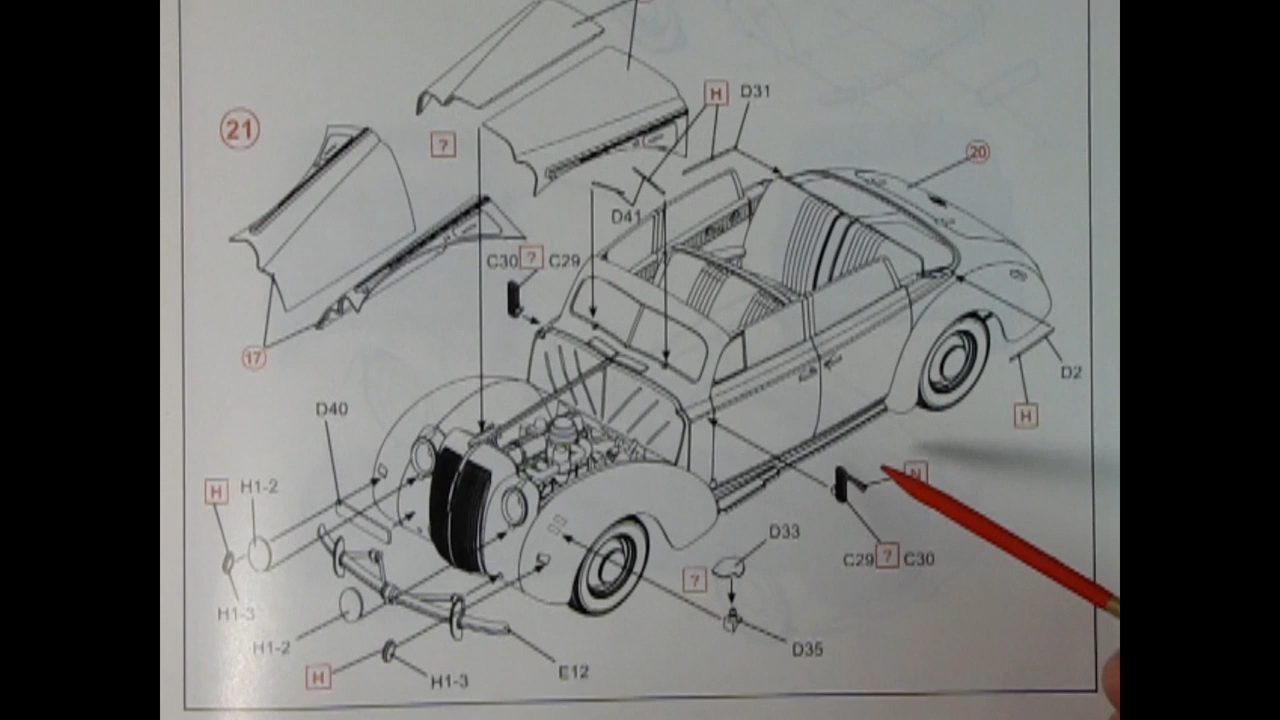 21
?
H
D31
20
D41
C30 ? C29
17
D2
H
D40
H
H1-2
N
D33
C29 ? C30
?
H1-3
H1-2
D35
E12
H
H1-3